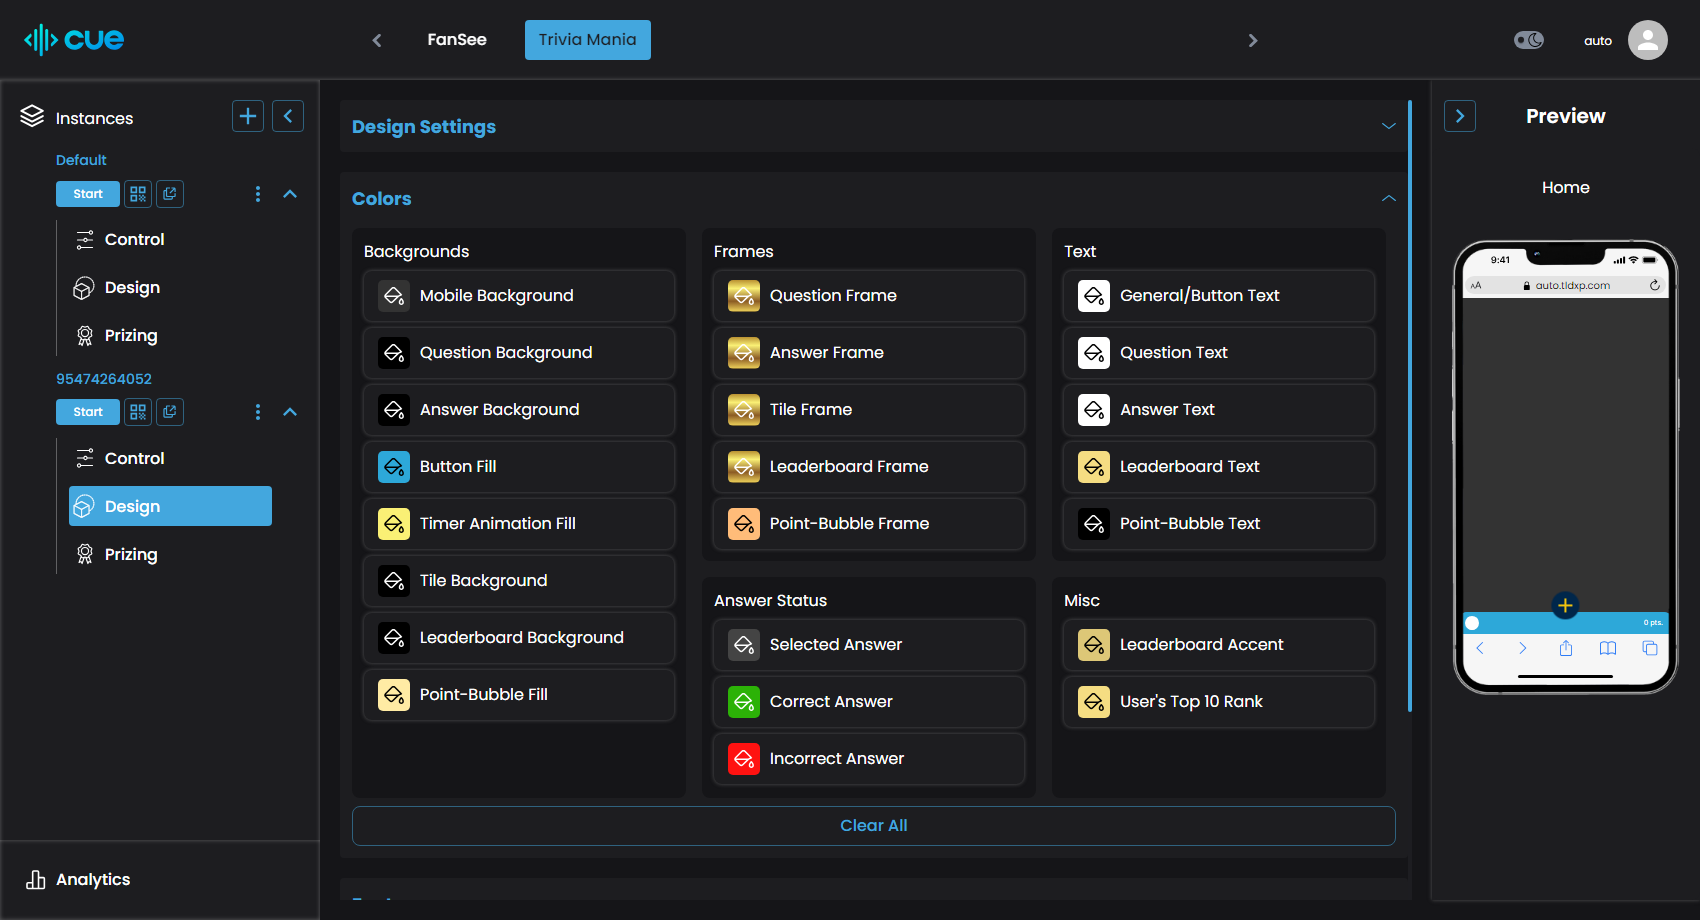 cue
FanSee
Trivia Mania
auto
Instances
Default
Start
Control
Design
Prizing
95474264052
Start
Control
Design
Prizing
Analytics
Design Settings
Colors
Backgrounds
Mobile Background
Question Background
Answer Background
Button Fill
Timer Animation Fill
Tile Background
Leaderboard Background
Point-Bubble Fill
Frames
Question Frame
Answer Frame
Tile Frame
Leaderboard Frame
Point-Bubble Frame
Answer Status
Selected Answer
Correct Answer
Incorrect Answer
Text
General/Button Text
Question Text
Answer Text
Leaderboard Text
Point-Bubble Text
Misc
Leaderboard Accent
User's Top 10 Rank
Clear All
Preview
Home
9:41
AA
auto.tldxp.com
0 pts.